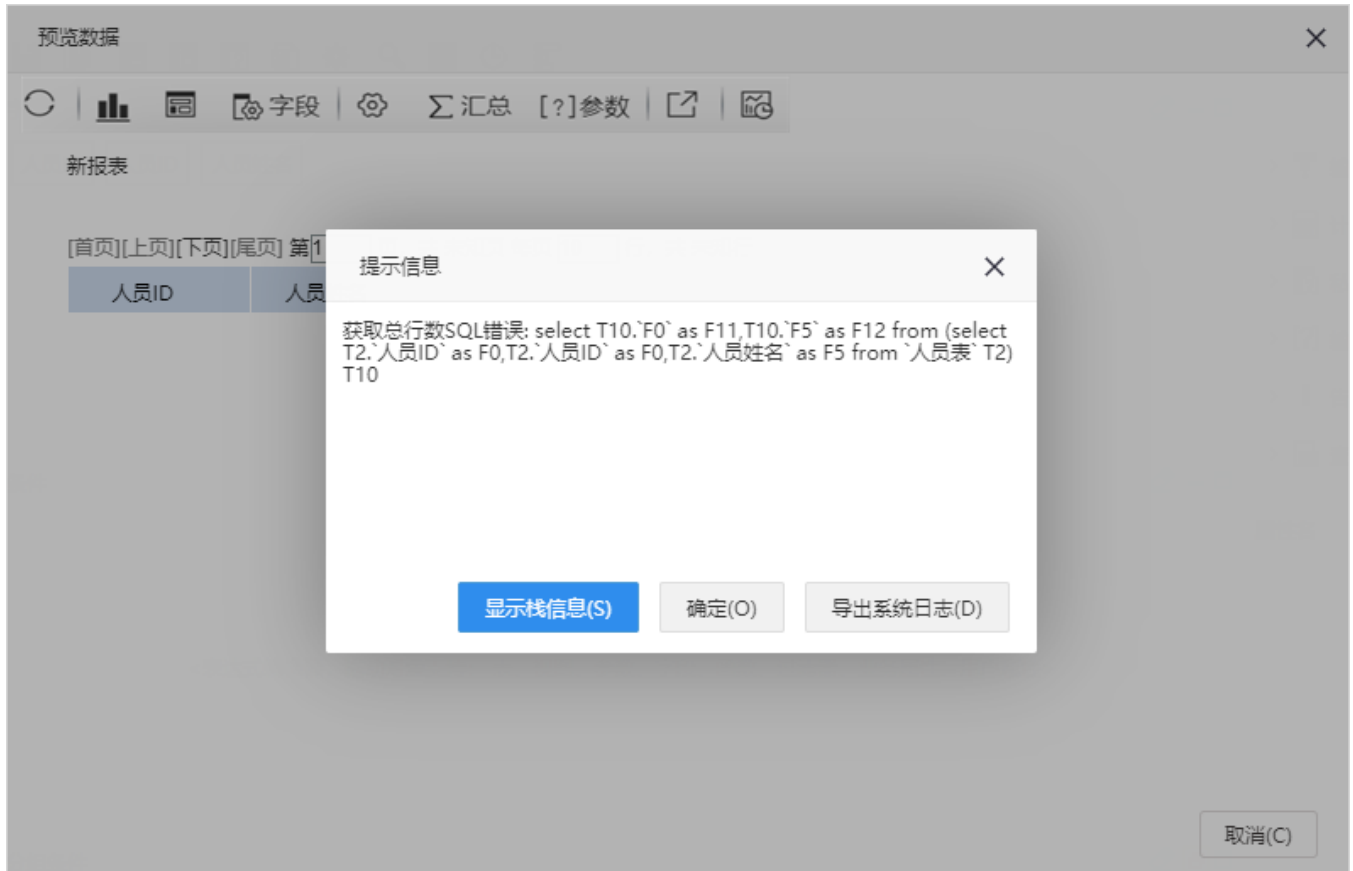 预览数据
字段 汇总 [?]参数
新报表
[首页][上页][下页][尾页] 第1
人员ID 人员
提示信息
获取总行数SQL错误: select T10.`F0` as F11,T10.`F5` as F12 from (select
T2.`人员ID` as F0,T2.`人员ID` as F0,T2.`人员姓名` as F5 from `人员表` T2)
T10
显示栈信息(S) 确定(O) 导出系统日志(D)
取消(C)